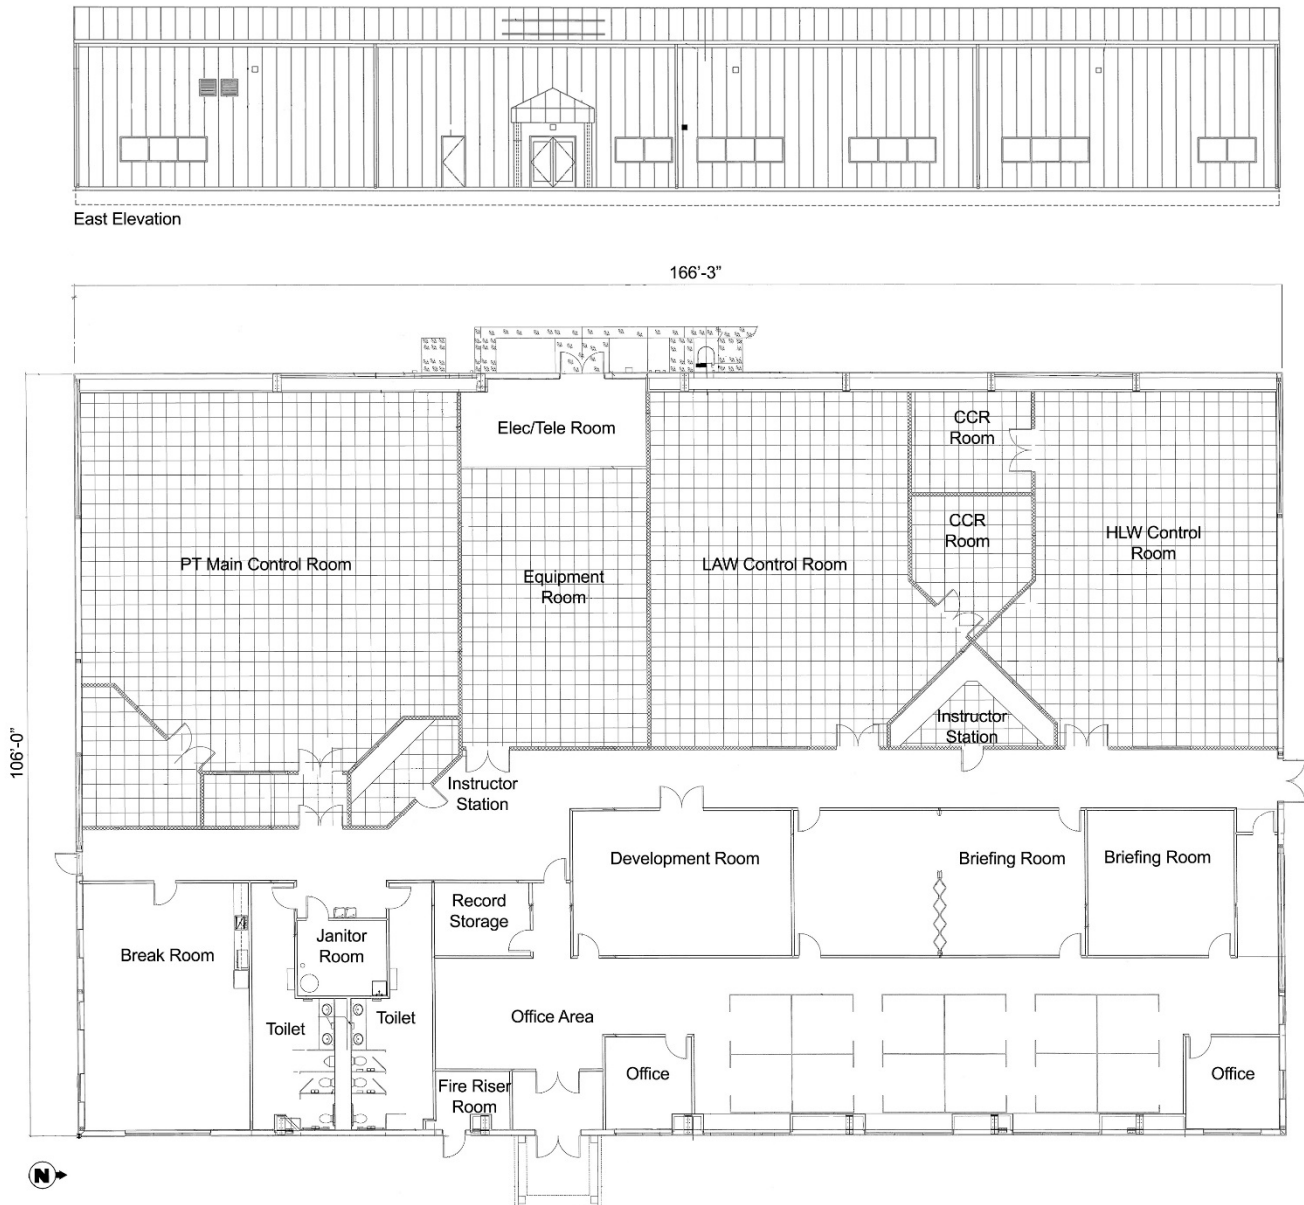 East Elevation
166'-3”
106'-0”
Elec/Tele Room
CCR
Room
CCR
Room
HLW Control
Room
PT Main Control Room
Equipment
Room
LAW Control Room
Instructor
Station
Instructor
Station
Development Room
Briefing Room
Briefing Room
Record
Storage
Break Room
Janitor
Room
Toilet
Toilet
Office Area
Office
Office
Fire Riser
Room
N